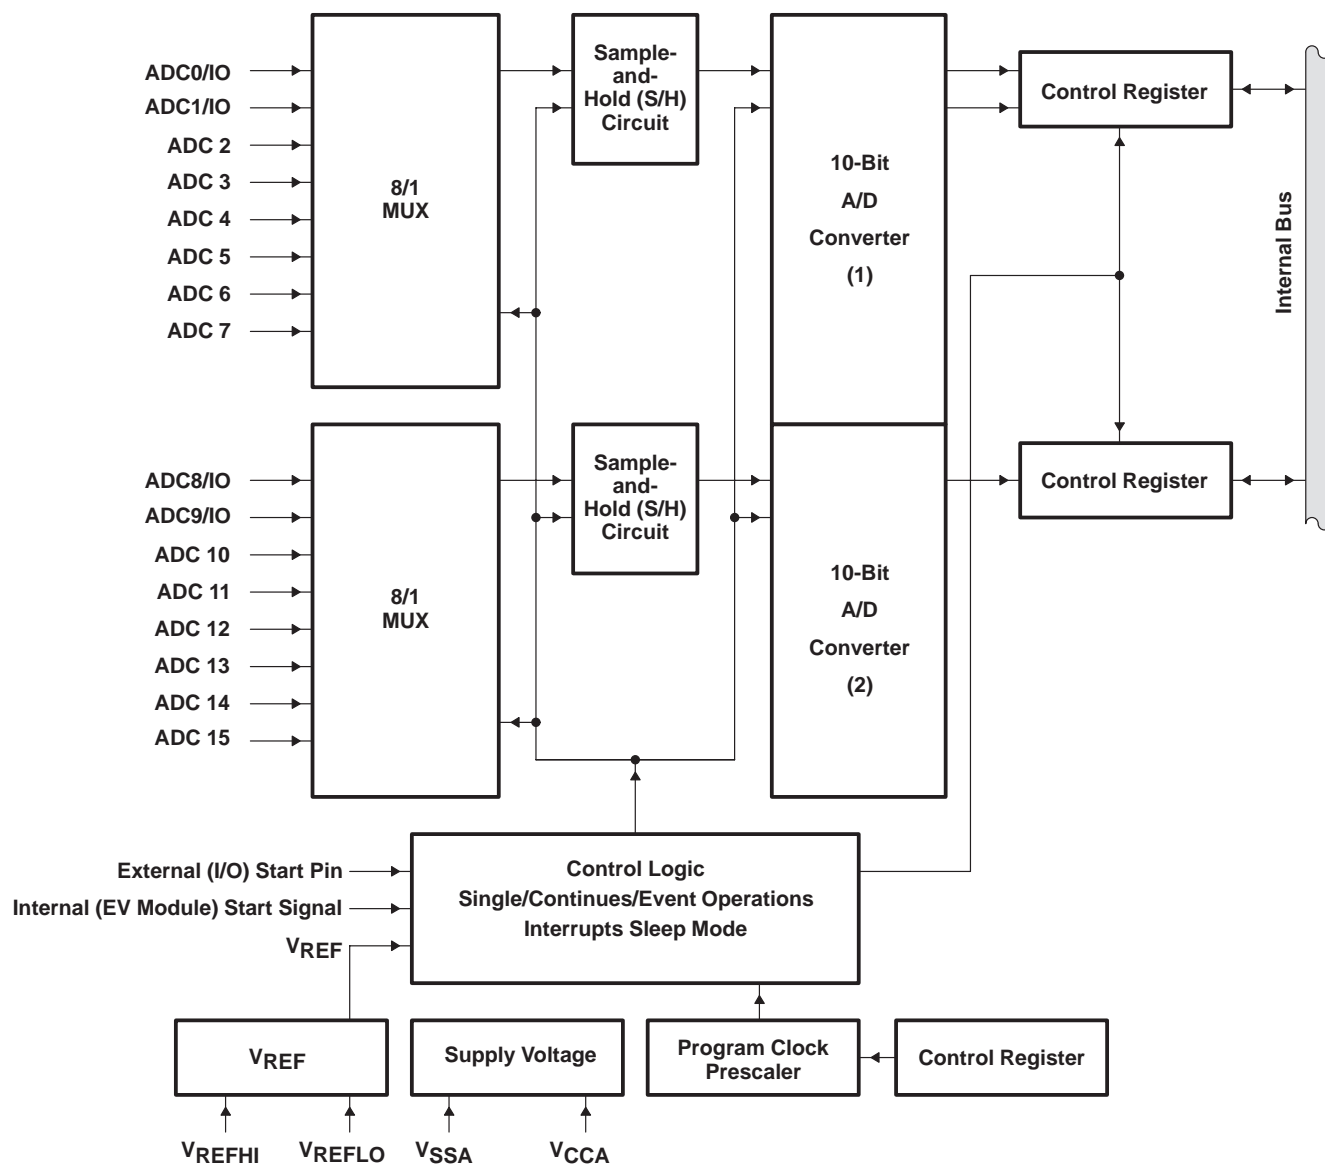 ADC0/IO
ADC1/IO
ADC 2
ADC 3
ADC 4
ADC 5
ADC 6
ADC 7
8/1
MUX
Sample-
and-
Hold (S/H)
Circuit
10-Bit
A/D
Converter
(1)
Control Register
Internal Bus
ADC8/IO
ADC9/IO
ADC 10
ADC 11
ADC 12
ADC 13
ADC 14
ADC 15
8/1
MUX
Sample-
and-
Hold (S/H)
Circuit
10-Bit
A/D
Converter
(2)
Control Register
External (I/O) Start Pin
Internal (EV Module) Start Signal
VREF
Control Logic
Single/Continues/Event Operations
Interrupts Sleep Mode
VREF
Supply Voltage
Program Clock
Prescaler
Control Register
VREFHI
VREFLO
VSSA
VCCA